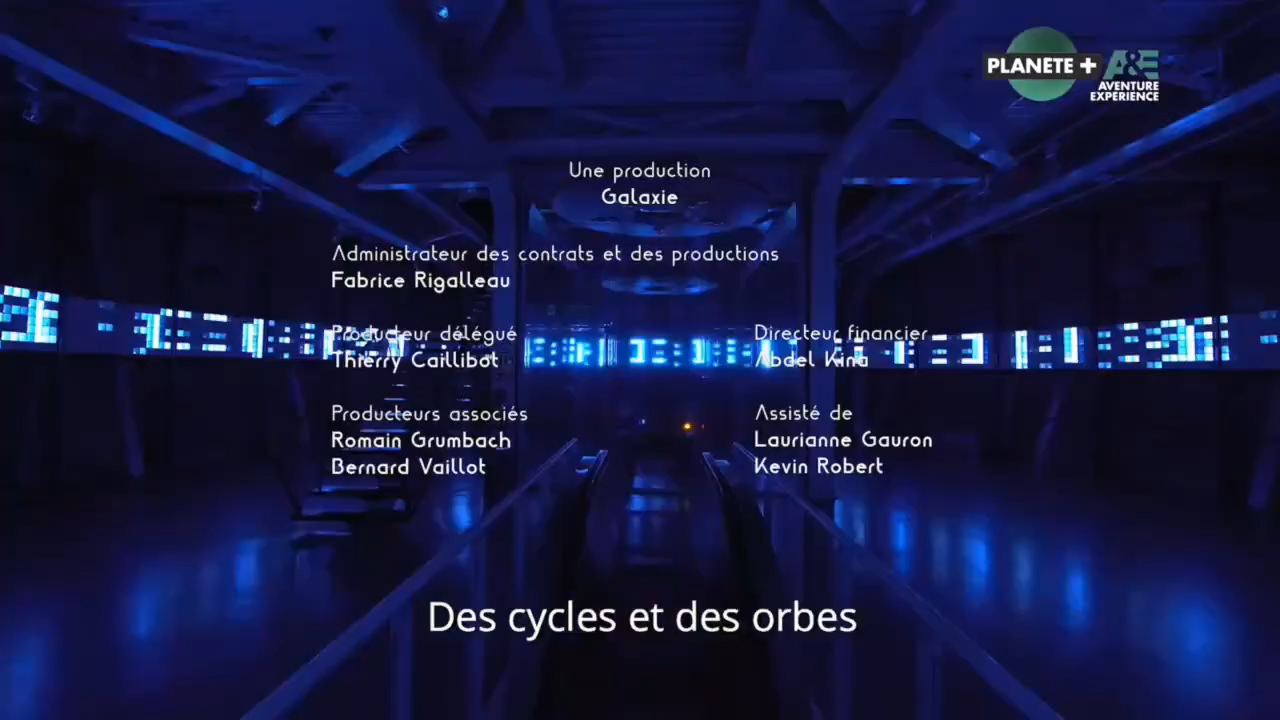 PLANETE +
A&E
AVENTURE
EXPERIENCE
Une production
Galaxie
Administrateur des contrats et des productions
Fabrice Rigalleau
Producteur délégué
Thierry Caillibot
Directeur financier
Abdel Kina
Producteurs associés
Romain Grumbach
Bernard Vaillot
Assisté de
Laurianne Gauron
Kevin Robert
Des cycles et des orbes